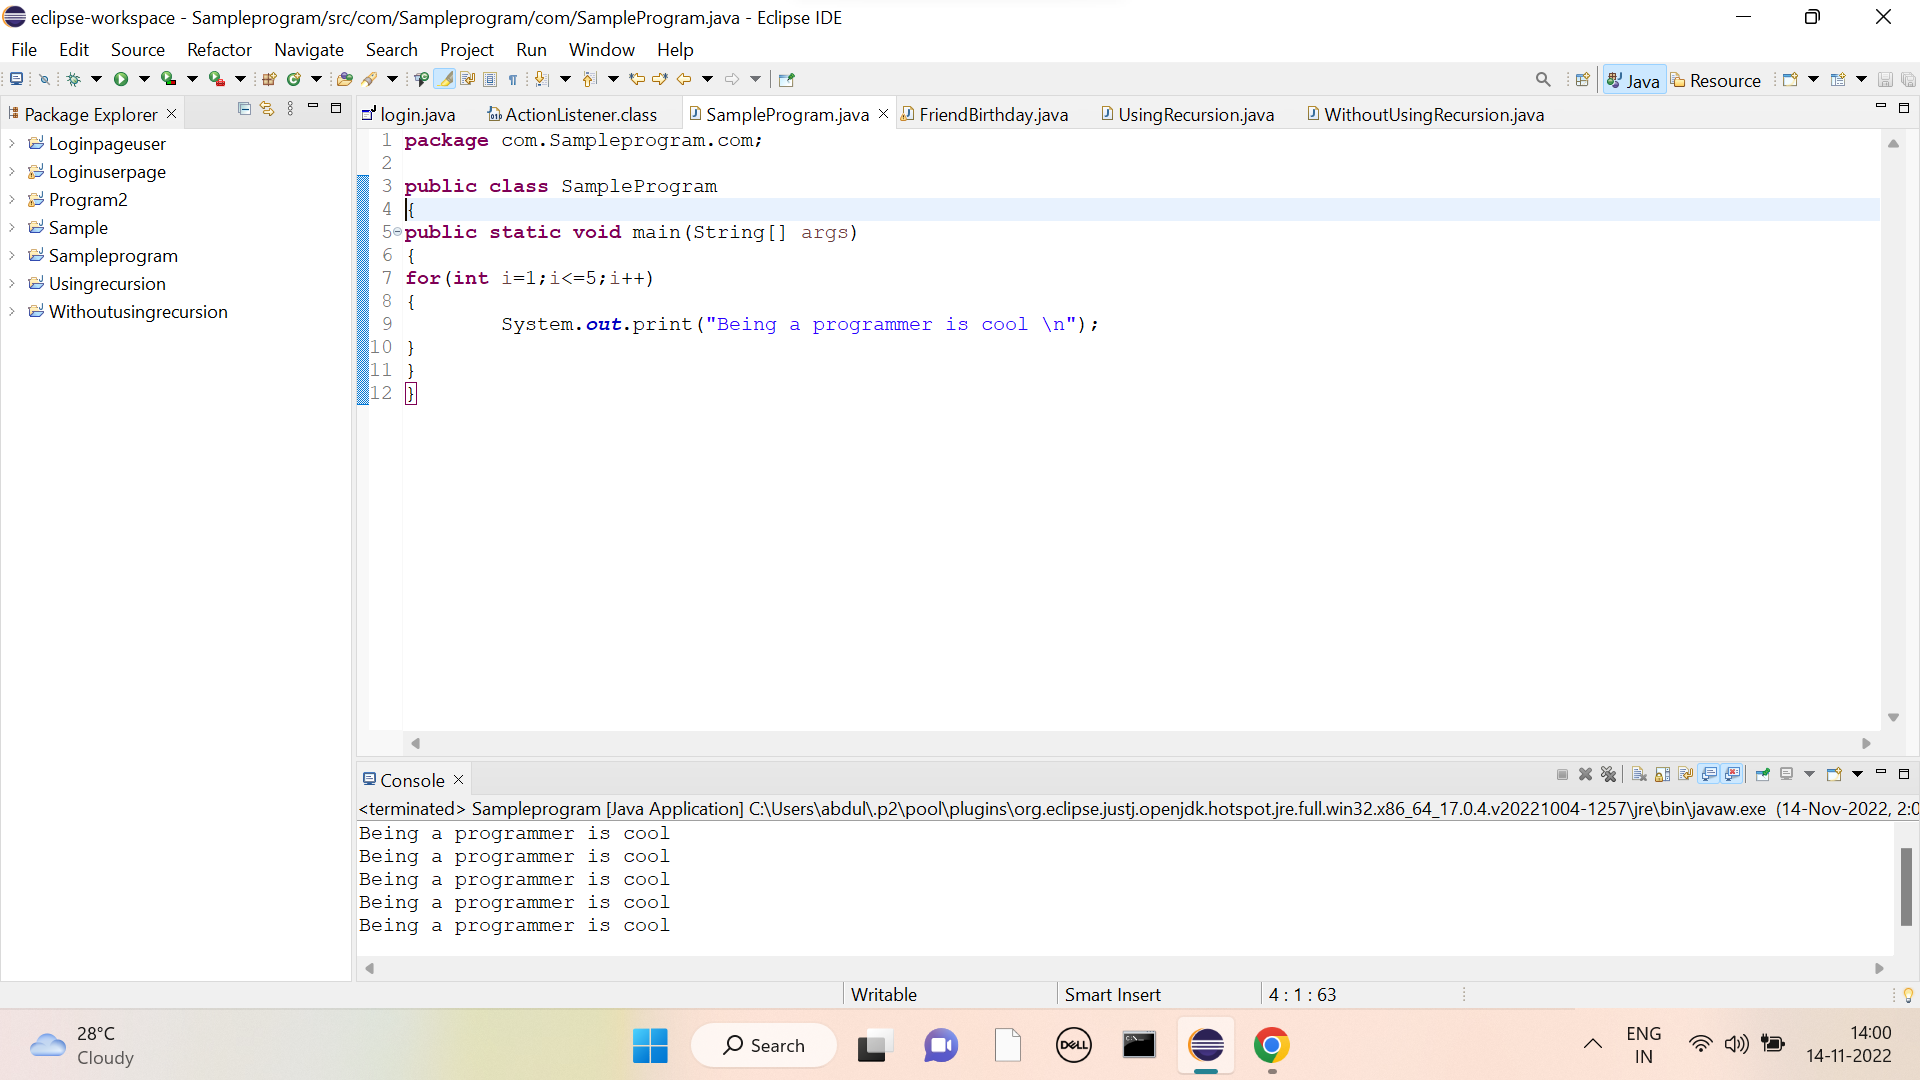 eclipse-workspace - Sampleprogram/src/com/Sampleprogram/com/SampleProgram.java - Eclipse IDE
File Edit Source Refactor Navigate Search Project Run Window Help
Java Resource
Package Explorer
login.java ActionListener.class SampleProgram.java FriendBirthday.java UsingRecursion.java WithoutUsingRecursion.java
Loginpageuser
Loginuserpage
Program2
Sample
Sampleprogram
Usingrecursion
Withoutusingrecursion
1 package com.Sampleprogram.com;
2
3 public class SampleProgram
4 {
5 public static void main(String[] args)
6 {
7 for(int i=1;i<=5;i++)
8 {
9 System.out.print("Being a programmer is cool \n");
10 }
11 }
12 }
Console
<terminated> Sampleprogram [Java Application] C:\Users\abdul\.p2\pool\plugins\org.eclipse.justj.openjdk.hotspot.jre.full.win32.x86_64_17.0.4.v20221004-1257\jre\bin\javaw.exe (14-Nov-2022, 2:0
Being a programmer is cool
Being a programmer is cool
Being a programmer is cool
Being a programmer is cool
Being a programmer is cool
Writable Smart Insert 4 : 1 : 63
28°C
Cloudy
Search
DELL
ENG
IN
14:00
14-11-2022